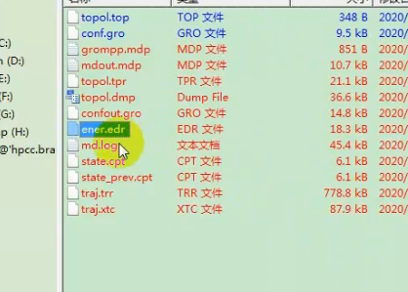 topol.top TOP 文件 348 B 2020/
conf.gro GRO 文件 9.5 kB 2020/
grompp.mdp MDP 文件 851 B 2020/
mdout.mdp MDP 文件 10.7 kB 2020/
topol.tpr TPR 文件 21.1 kB 2020/
topol.dmp Dump File 36.6 kB 2020/
confout.gro GRO 文件 14.8 kB 2020/
ener.edr EDR 文件 18.3 kB 2020/
md.log 文本文档 45.4 kB 2020/
state.cpt CPT 文件 6.1 kB 2020/
state_prev.cpt CPT 文件 6.1 kB 2020/
traj.trr TRR 文件 778.8 kB 2020/
traj.xtc XTC 文件 87.9 kB 2020/
C:)
(D:)
E:)
(F:)
(G:)
p (H:)
@'hpcc.bra